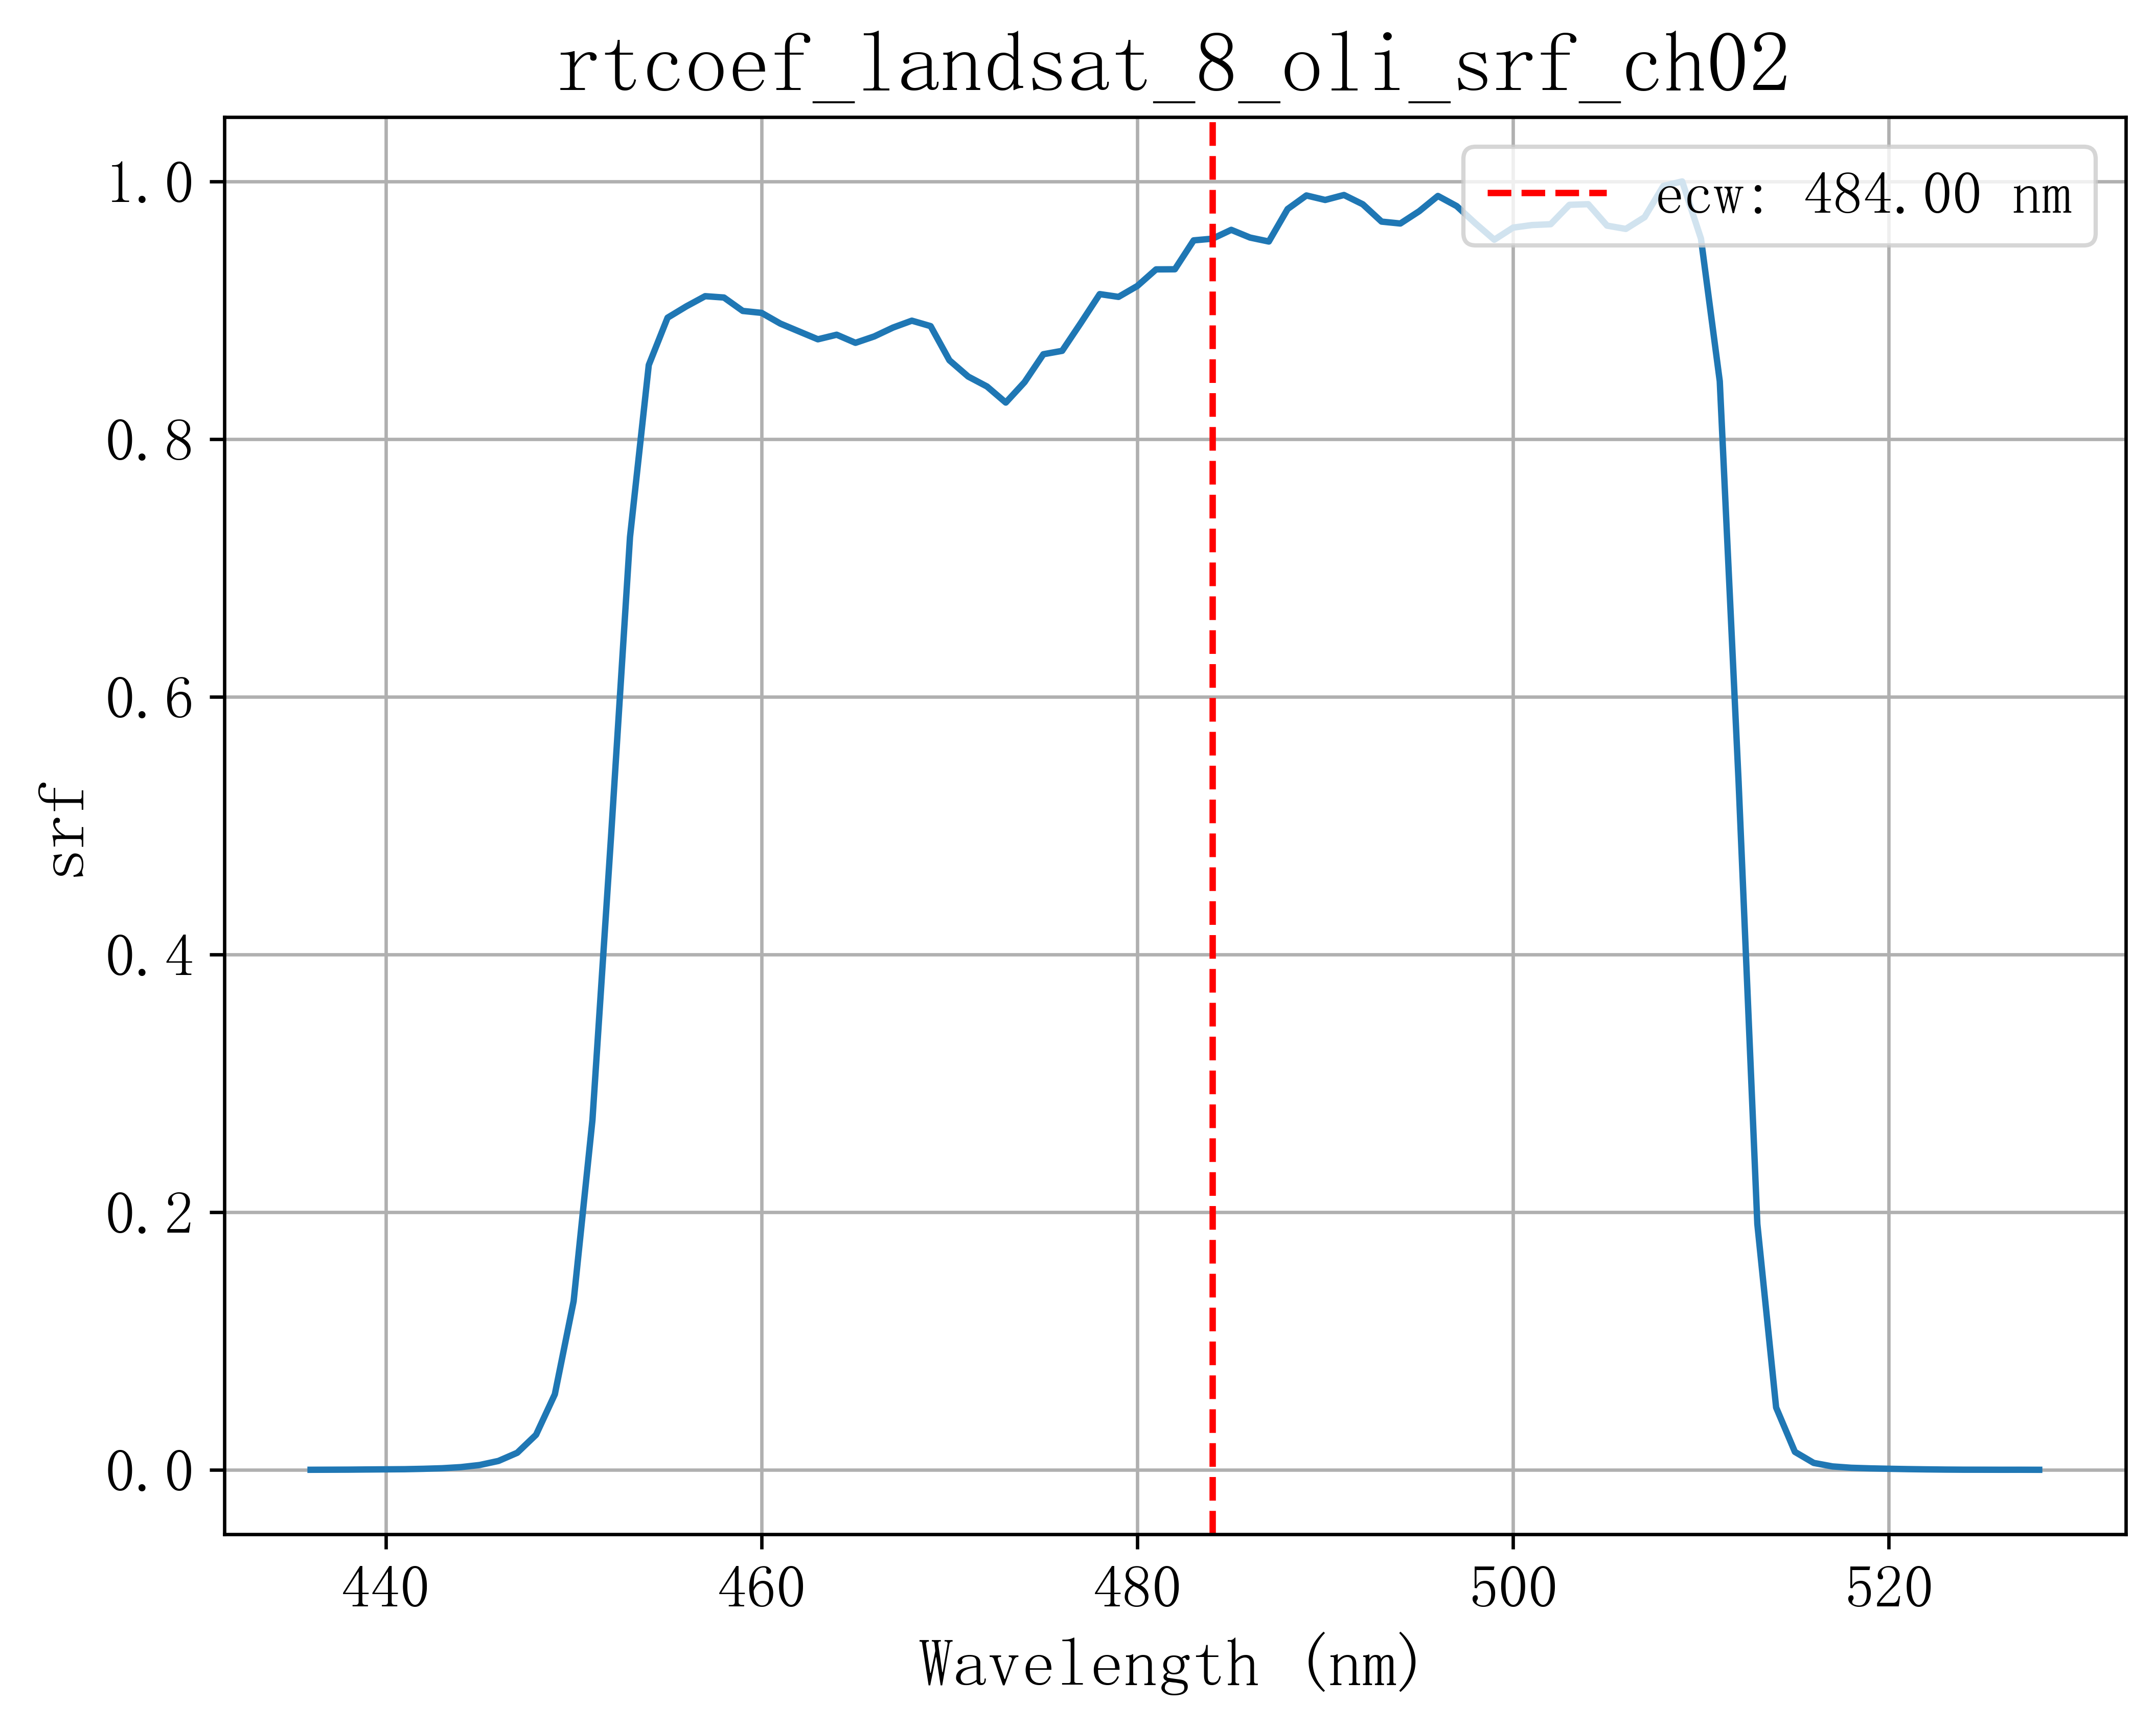 rtcoef_landsat_8_oli_srf_ch02
ecw: 484.00 nm
1.0
0.8
0.6
0.4
0.2
0.0
srf
440 460 480 500 520
Wavelength (nm)